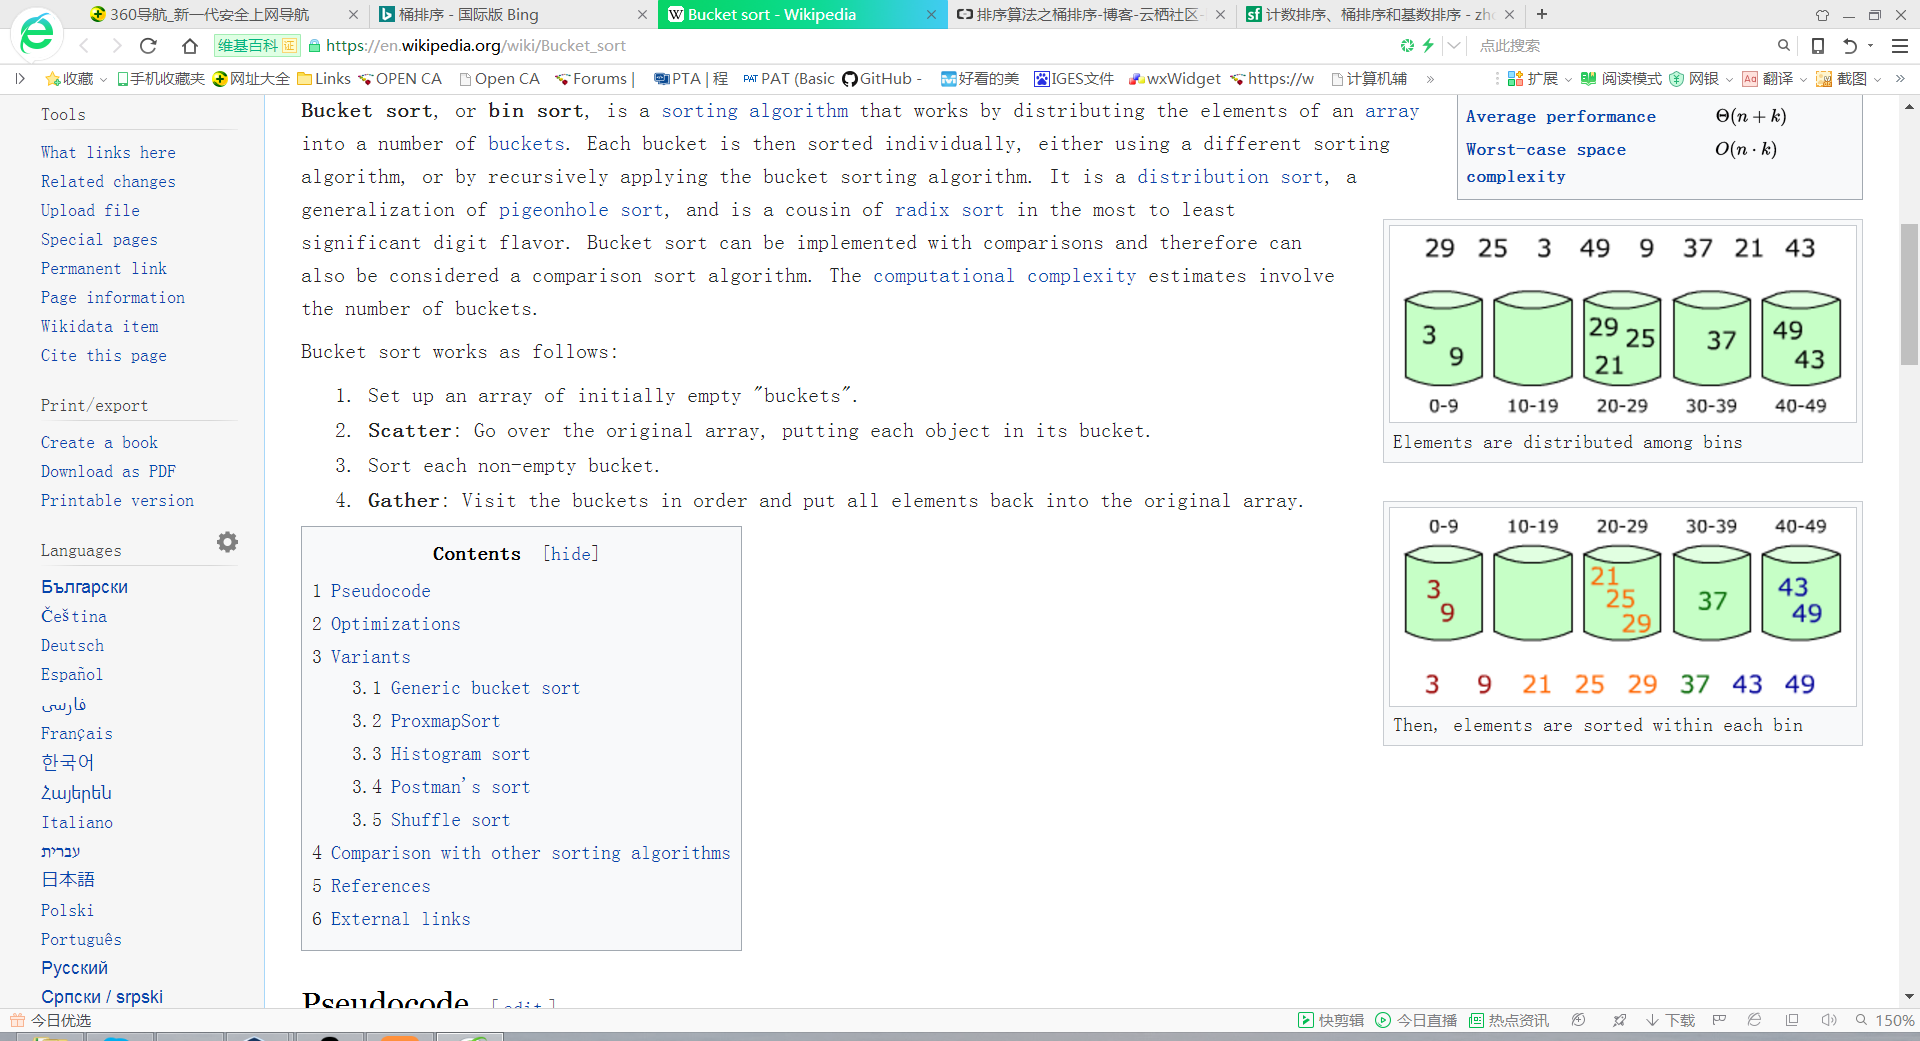 360导航_新一代安全上网导航
桶排序 - 国际版 Bing
Bucket sort - Wikipedia
排序算法之桶排序-博客-云栖社区-
计数排序、桶排序和基数排序 - zh
维基百科 证
https://en.wikipedia.org/wiki/Bucket_sort
点此搜索
收藏
手机收藏夹
网址大全
Links
OPEN CA
Open CA
Forums |
PTA | 程
PAT (Basic
GitHub -
好看的美
IGES文件
wxWidget
https://w
计算机辅
»
扩展
阅读模式
网银
翻译
截图
»
Tools
What links here
Related changes
Upload file
Special pages
Permanent link
Page information
Wikidata item
Cite this page
Print/export
Create a book
Download as PDF
Printable version
Languages
Български
Čeština
Deutsch
Español
فارسی
Français
한국어
Հայերեն
Italiano
עברית
日本語
Polski
Português
Русский
Српски / srpski
Bucket sort, or bin sort, is a sorting algorithm that works by distributing the elements of an array
into a number of buckets. Each bucket is then sorted individually, either using a different sorting
algorithm, or by recursively applying the bucket sorting algorithm. It is a distribution sort, a
generalization of pigeonhole sort, and is a cousin of radix sort in the most to least
significant digit flavor. Bucket sort can be implemented with comparisons and therefore can
also be considered a comparison sort algorithm. The computational complexity estimates involve
the number of buckets.
Bucket sort works as follows:
1. Set up an array of initially empty "buckets".
2. Scatter: Go over the original array, putting each object in its bucket.
3. Sort each non-empty bucket.
4. Gather: Visit the buckets in order and put all elements back into the original array.
Contents [hide]
1 Pseudocode
2 Optimizations
3 Variants
3.1 Generic bucket sort
3.2 ProxmapSort
3.3 Histogram sort
3.4 Postman's sort
3.5 Shuffle sort
4 Comparison with other sorting algorithms
5 References
6 External links
Pseudocode [ edit ]
Average performance Θ(n + k)
Worst-case space O(n · k)
complexity
29 25 3 49 9 37 21 43
3 9
29 25 21
37
49 43
0-9 10-19 20-29 30-39 40-49
Elements are distributed among bins
0-9 10-19 20-29 30-39 40-49
3 9
21 25 29
37
43 49
3 9 21 25 29 37 43 49
Then, elements are sorted within each bin
今日优选
快剪辑
今日直播
热点资讯
下载
150%